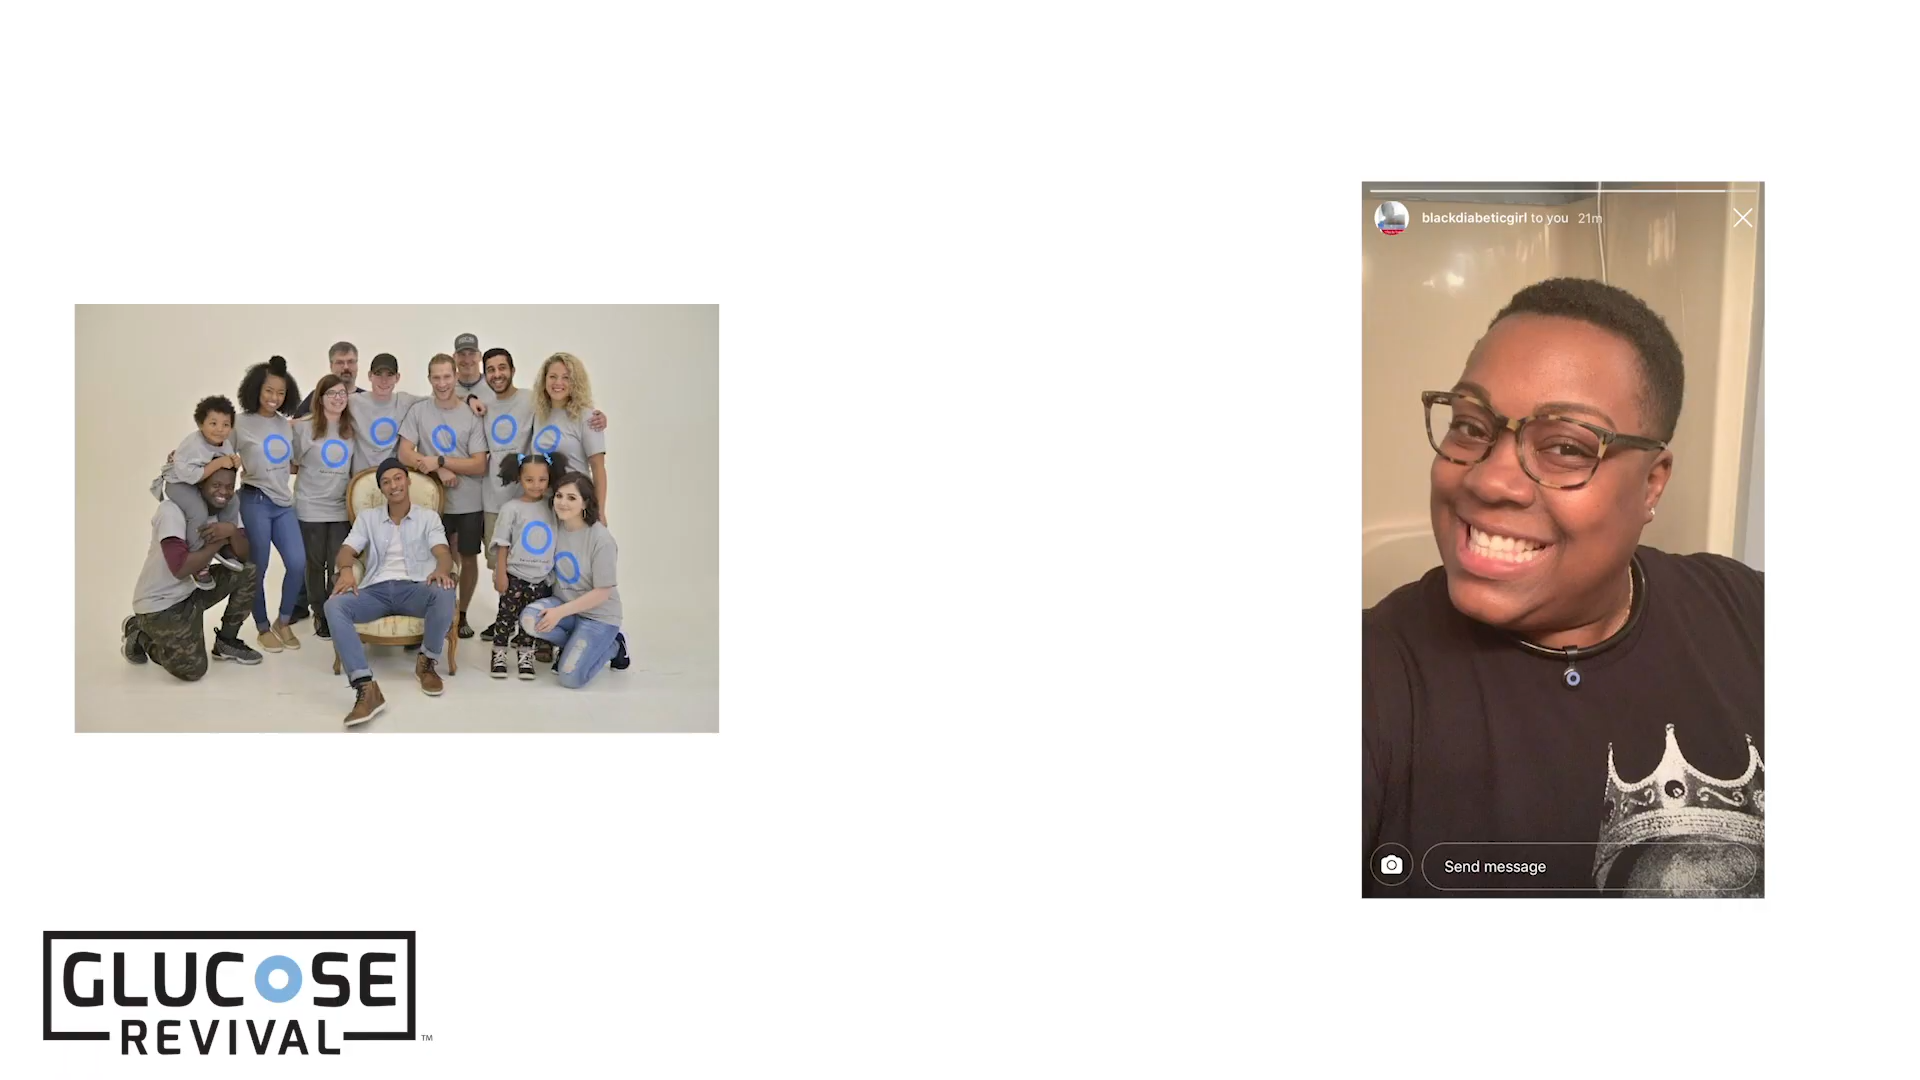 blackdiabeticgirl to you 21m
Send message
GLUCOSE
REVIVAL
TM